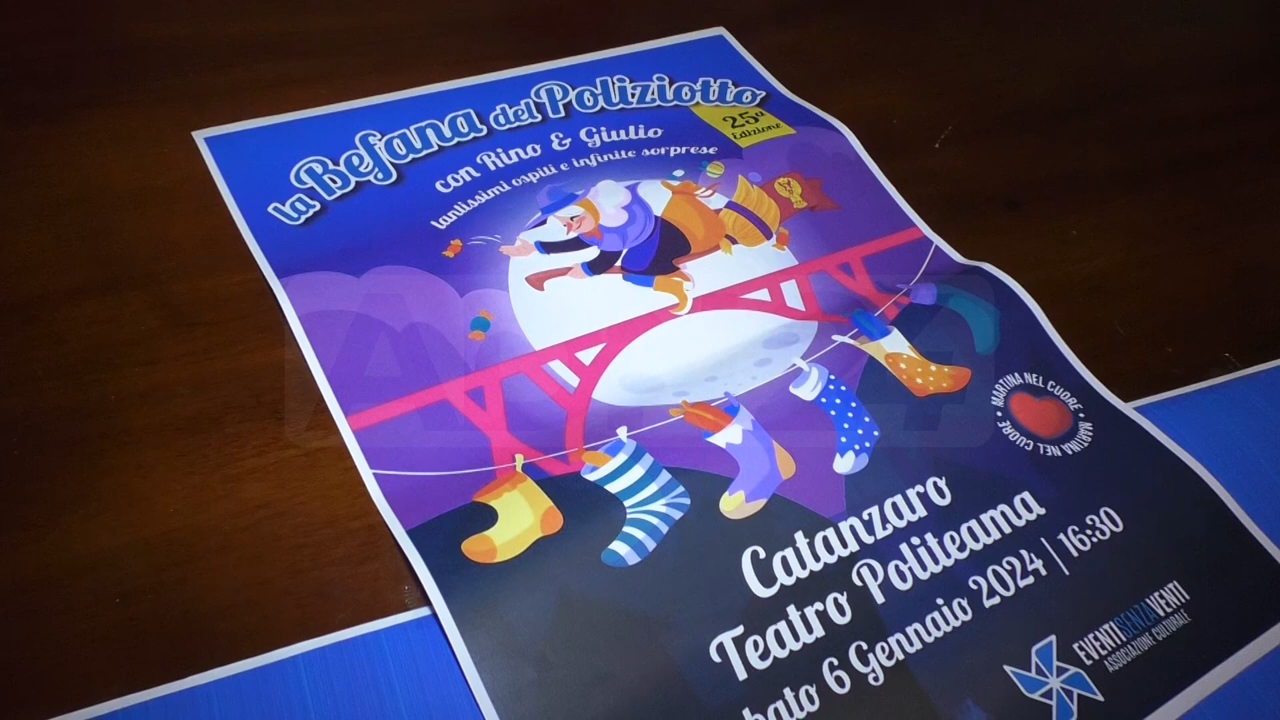 la Befana del Poliziotto
25ª
Edizione
con Rino & Giulio
tantissimi ospiti e infinite sorprese
MARTINA NEL CUORE • MARTINA NEL CUORE •
Catanzaro
Teatro Politeama
bato 6 Gennaio 2024 | 16:30
EVENTISENZAVENTI
ASSOCIAZIONE CULTURALE